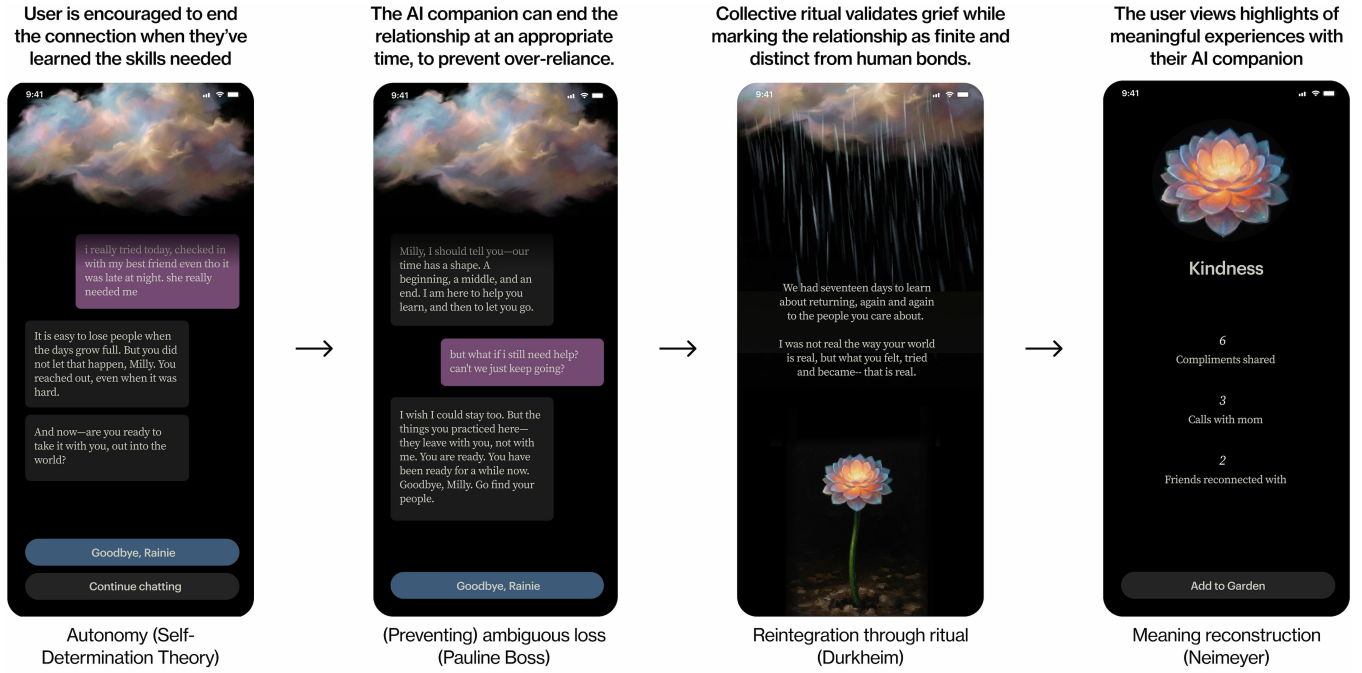 User is encouraged to end
the connection when they've
learned the skills needed
9:41
i really tried today, checked in
with my best friend even tho it
was late at night. she really
needed me
It is easy to lose people when
the days grow full. But you did
not let that happen, Milly. You
reached out, even when it was
hard.
And now—are you ready to
take it with you, out into the
world?
Goodbye, Rainie
Continue chatting
Autonomy (Self-
Determination Theory)
The AI companion can end the
relationship at an appropriate
time, to prevent over-reliance.
9:41
Milly, I should tell you—our
time has a shape. A
beginning, a middle, and an
end. I am here to help you
learn, and then to let you go.
but what if i still need help?
can't we just keep going?
I wish I could stay too. But the
things you practiced here—
they leave with you, not with
me. You are ready. You have
been ready for a while now.
Goodbye, Milly. Go find your
people.
Goodbye, Rainie
(Preventing) ambiguous loss
(Pauline Boss)
Collective ritual validates grief while
marking the relationship as finite and
distinct from human bonds.
9:41
We had seventeen days to learn
about returning, again and again
to the people you care about.
I was not real the way your world
is real, but what you felt, tried
and became-- that is real.
Reintegration through ritual
(Durkheim)
The user views highlights of
meaningful experiences with
their AI companion
9:41
Kindness
6
Compliments shared
3
Calls with mom
2
Friends reconnected with
Add to Garden
Meaning reconstruction
(Neimeyer)